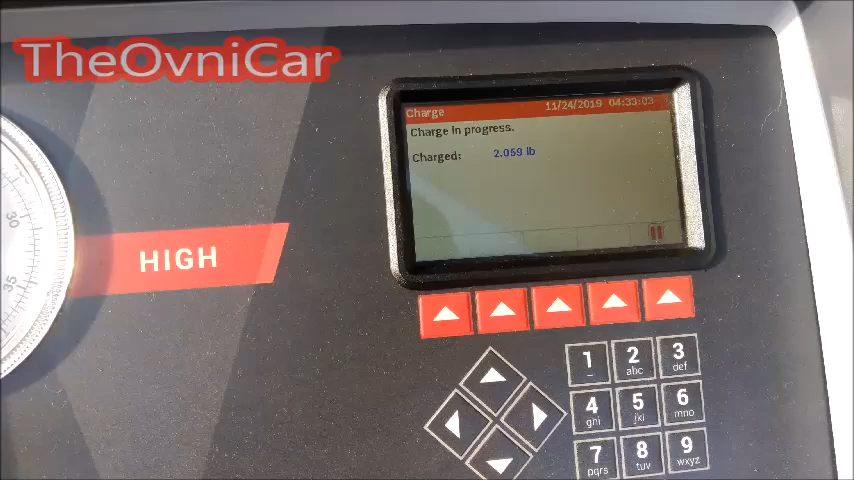 TheOvniCar
Charge 11/24/2019 04:33:03
Charge in progress.
Charged: 2.059 lb
30
HIGH
35
1 2 3
_ abc def
4 5 6
ghi jkl mno
7 8 9
pqrs tuv wxyz